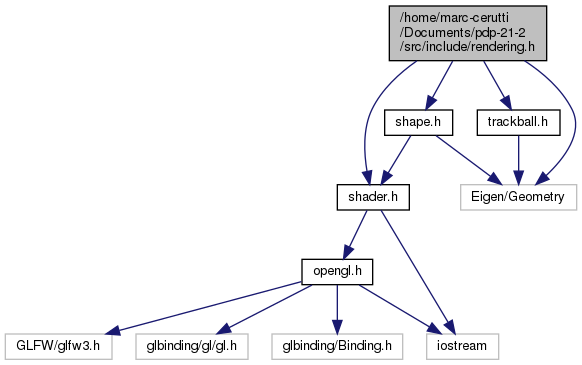 /home/marc-cerutti
/Documents/pdp-21-2
/src/include/rendering.h
shape.h
trackball.h
shader.h
Eigen/Geometry
opengl.h
GLFW/glfw3.h
glbinding/gl/gl.h
glbinding/Binding.h
iostream